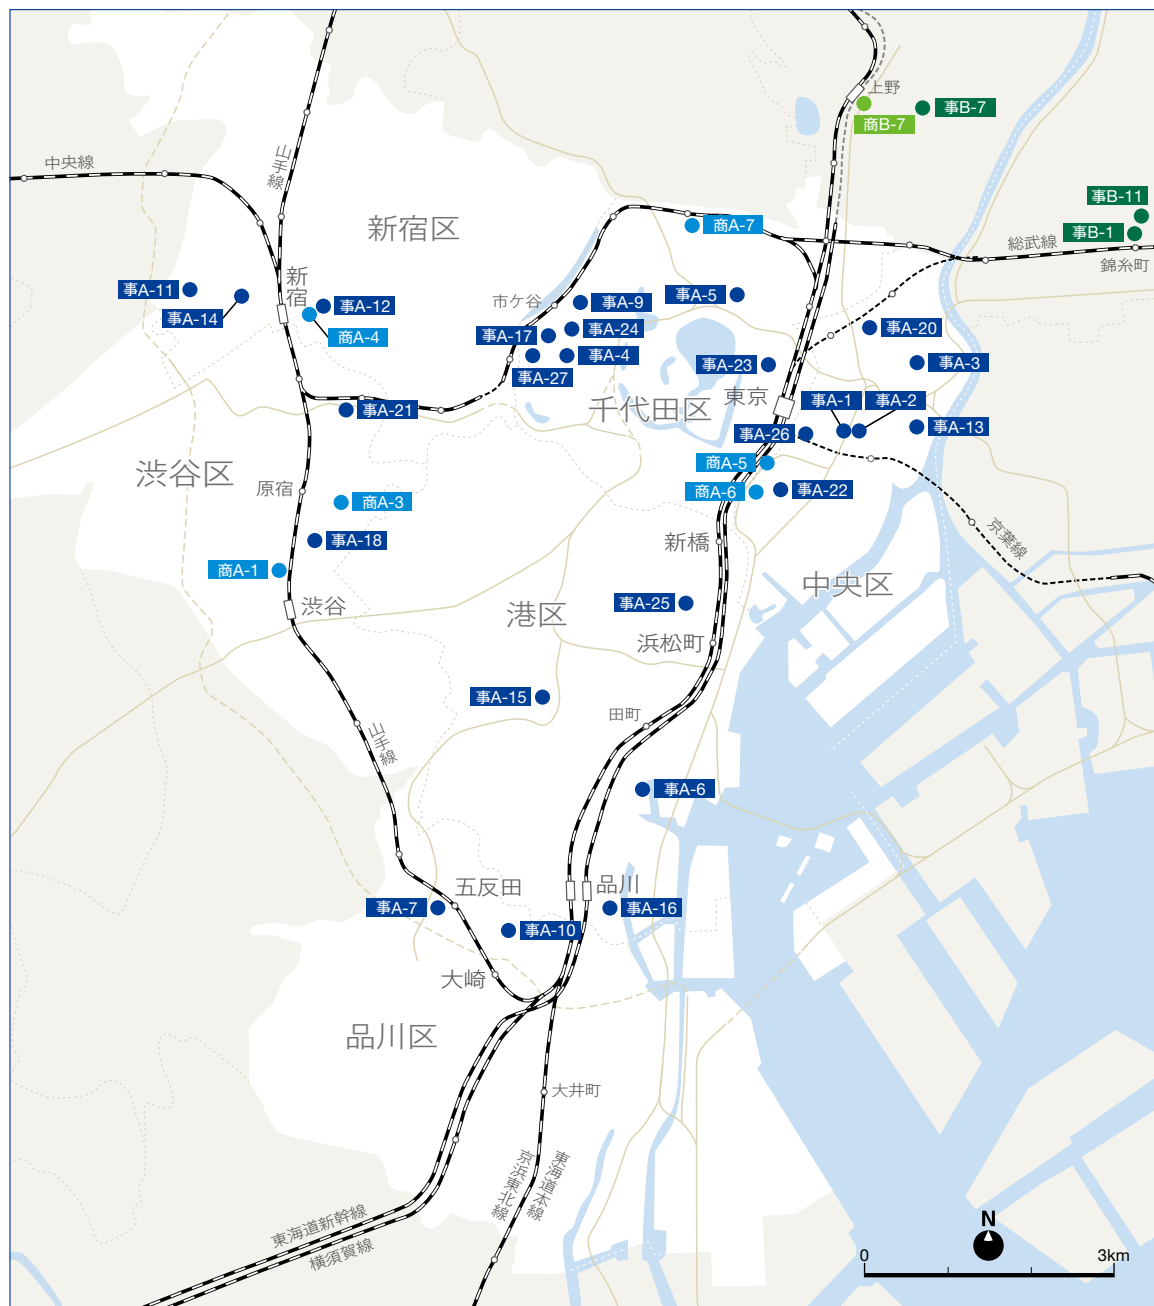 上野
事B-7
商B-7
中央線
山手線
事B-11
新宿区
商A-7
事B-1
総武線
錦糸町
新宿
事A-11
事A-14
事A-12
商A-4
市ケ谷
事A-9
事A-5
事A-24
事A-17
事A-4
事A-27
事A-20
事A-23
事A-3
東京
事A-1
事A-2
千代田区
事A-21
事A-26
事A-13
渋谷区
商A-5
原宿
商A-3
商A-6
事A-22
事A-18
新橋
京葉線
商A-1
中央区
渋谷
港区
事A-25
浜松町
事A-15
田町
山手線
事A-6
五反田
品川
事A-7
事A-16
事A-10
大崎
品川区
大井町
東海道本線
京浜東北線
東海道新幹線
横須賀線
N
0
3km